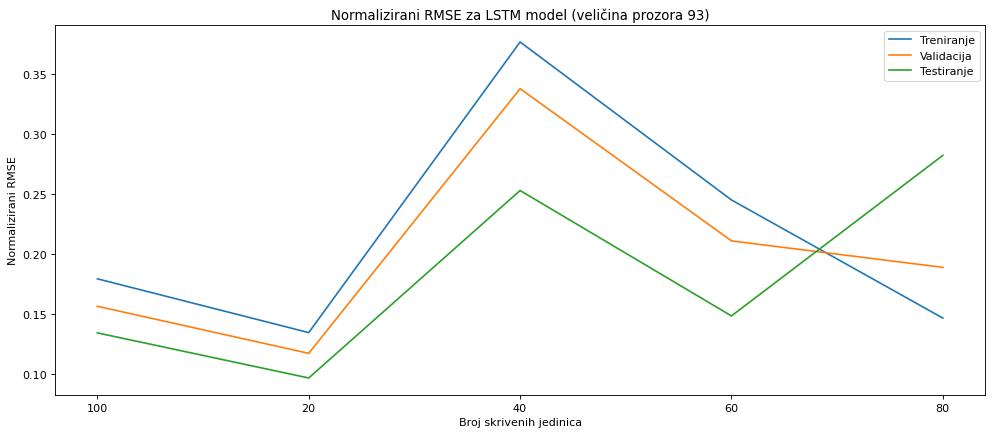 Normalizirani RMSE za LSTM model (veličina prozora 93)
Treniranje
Validacija
Testiranje
Normalizirani RMSE
0.35
0.30
0.25
0.20
0.15
0.10
100 20 40 60 80
Broj skrivenih jedinica